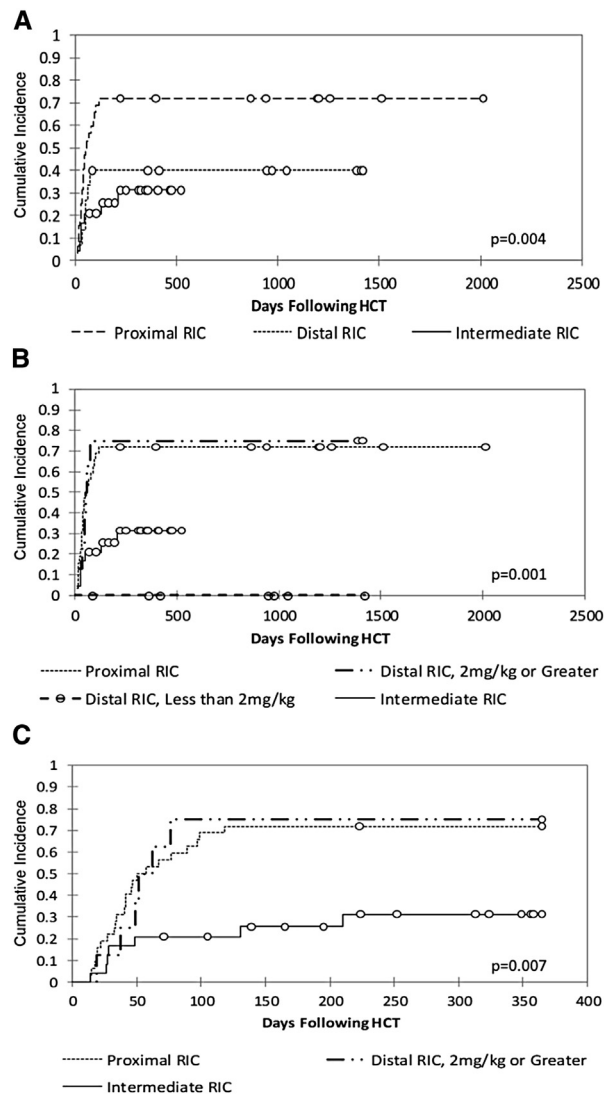 A
Cumulative Incidence
1
0.9
0.8
0.7
0.6
0.5
0.4
0.3
0.2
0.1
0
p=0.004
0 500 1000 1500 2000 2500
Days Following HCT
Proximal RIC Distal RIC Intermediate RIC
B
Cumulative Incidence
1
0.9
0.8
0.7
0.6
0.5
0.4
0.3
0.2
0.1
0
p=0.001
0 500 1000 1500 2000 2500
Days Following HCT
Proximal RIC Distal RIC, 2mg/kg or Greater
Distal RIC, Less than 2mg/kg Intermediate RIC
C
Cumulative Incidence
1
0.9
0.8
0.7
0.6
0.5
0.4
0.3
0.2
0.1
0
p=0.007
0 50 100 150 200 250 300 350 400
Days Following HCT
Proximal RIC Distal RIC, 2mg/kg or Greater
Intermediate RIC